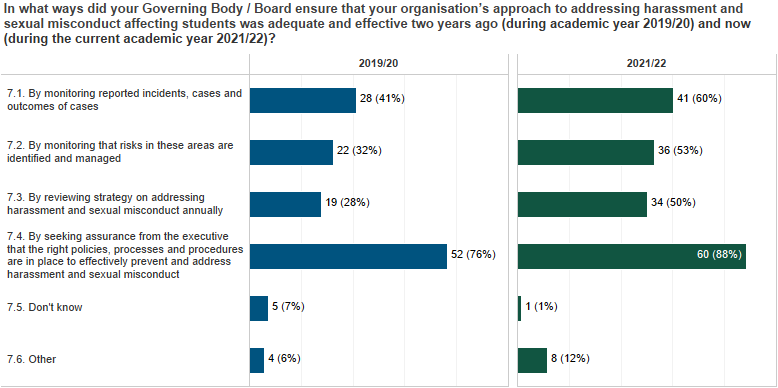 In what ways did your Governing Body / Board ensure that your organisation's approach to addressing harassment and
sexual misconduct affecting students was adequate and effective two years ago (during academic year 2019/20) and now
(during the current academic year 2021/22)?
2019/20
2021/22
7.1. By monitoring reported incidents, cases and
outcomes of cases
28 (41%)
41 (60%)
7.2. By monitoring that risks in these areas are
identified and managed
22 (32%)
36 (53%)
7.3. By reviewing strategy on addressing
harassment and sexual misconduct annually
19 (28%)
34 (50%)
7.4. By seeking assurance from the executive
that the right policies, processes and procedures
are in place to effectively prevent and address
harassment and sexual misconduct
52 (76%)
60 (88%)
7.5. Don't know
5 (7%)
1 (1%)
7.6. Other
4 (6%)
8 (12%)